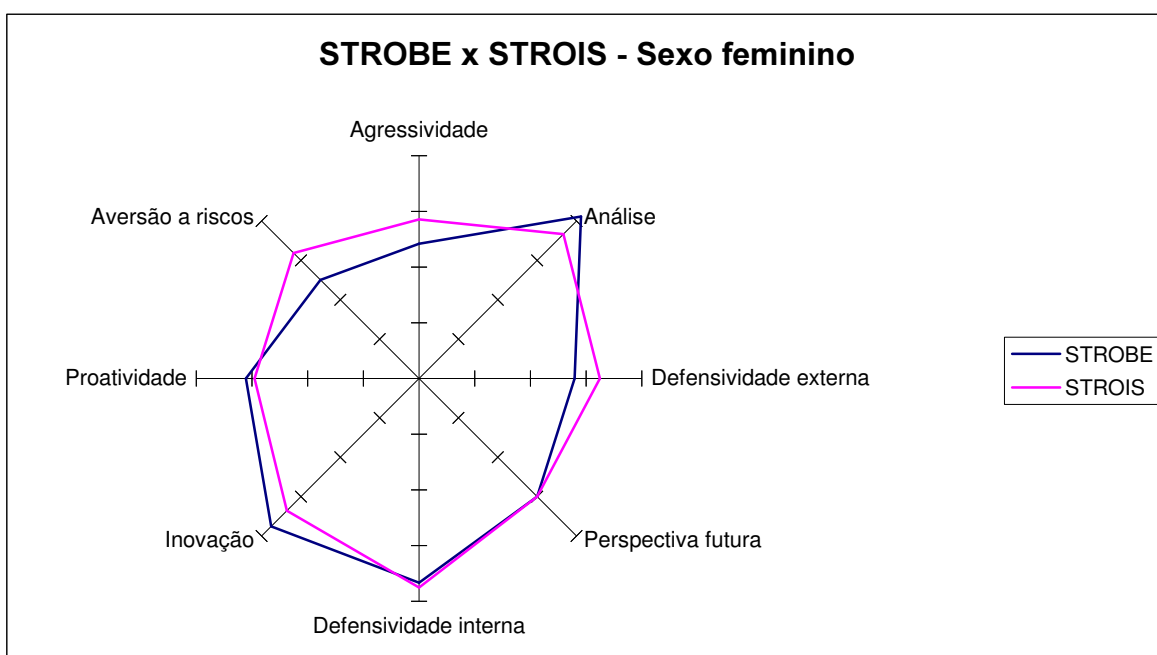 STROBE x STROIS - Sexo feminino
Agressividade
Aversão a riscos
Análise
Proatividade
Defensividade externa
STROBE
STROIS
Inovação
Perspectiva futura
Defensividade interna